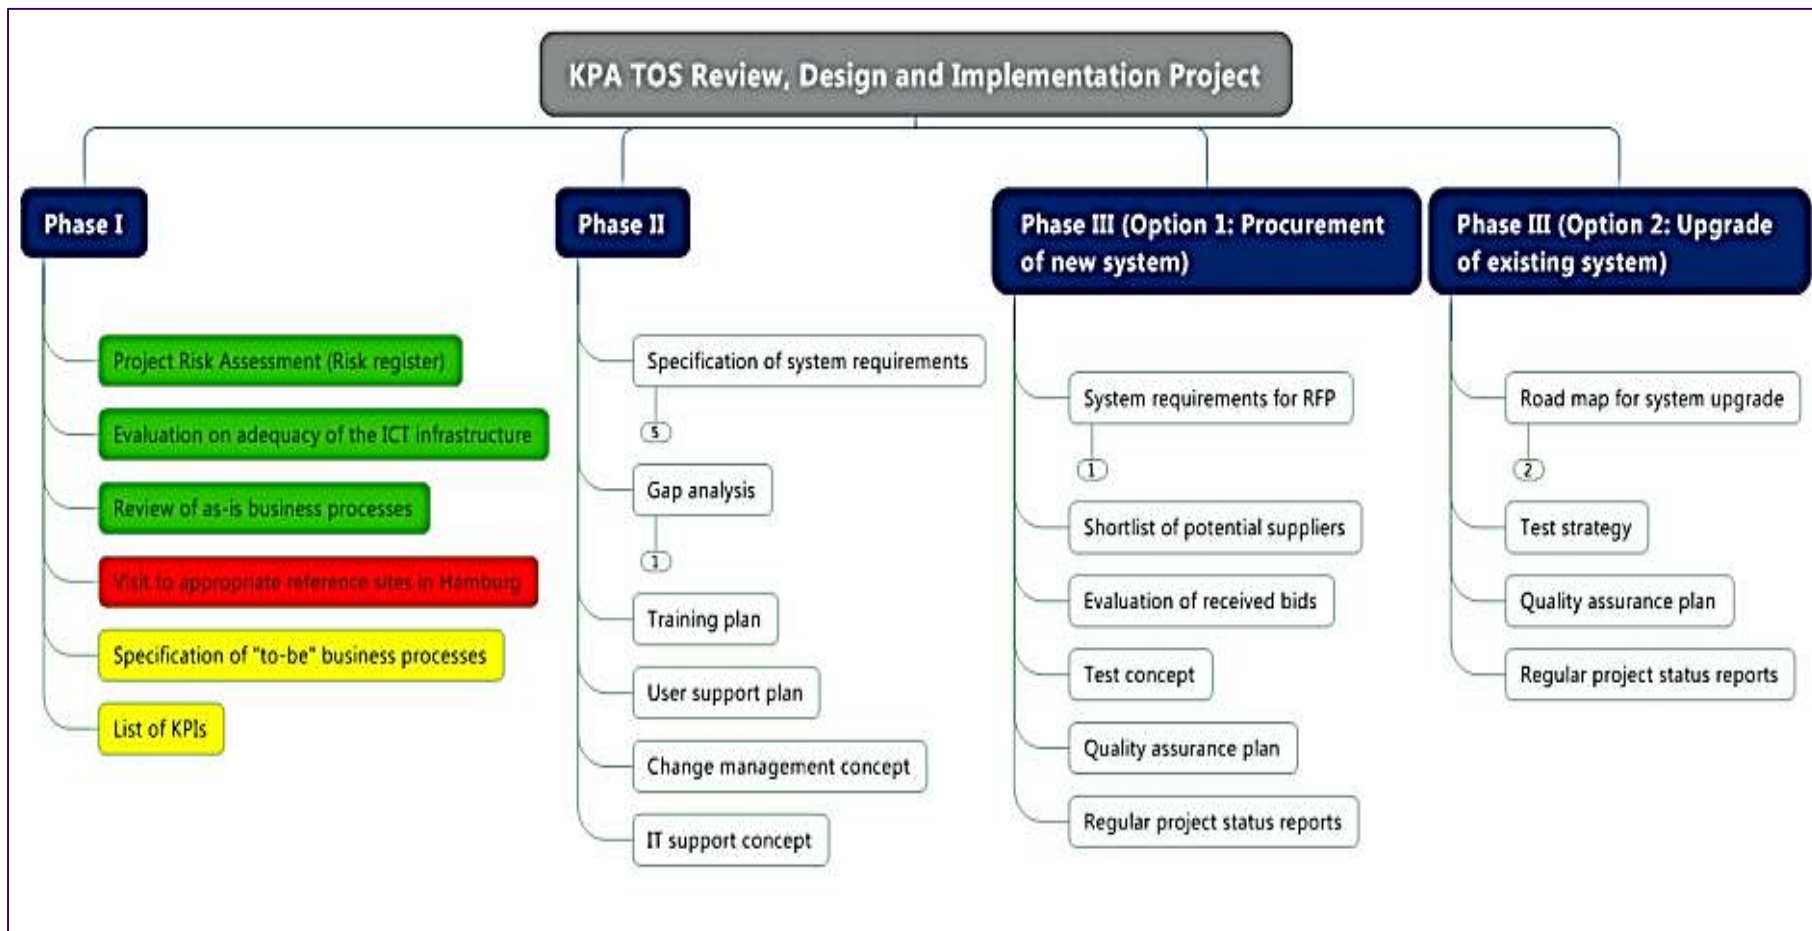 KPA TOS Review, Design and Implementation Project
Phase I
Project Risk Assessment (Risk register)
Evaluation on adequacy of the ICT infrastructure
Review of as-is business processes
Visit to appropriate reference sites in Hamburg
Specification of "to-be" business processes
List of KPIs
Phase II
Specification of system requirements
5
Gap analysis
1
Training plan
User support plan
Change management concept
IT support concept
Phase III (Option 1: Procurement
of new system)
System requirements for RFP
1
Shortlist of potential suppliers
Evaluation of received bids
Test concept
Quality assurance plan
Regular project status reports
Phase III (Option 2: Upgrade
of existing system)
Road map for system upgrade
2
Test strategy
Quality assurance plan
Regular project status reports